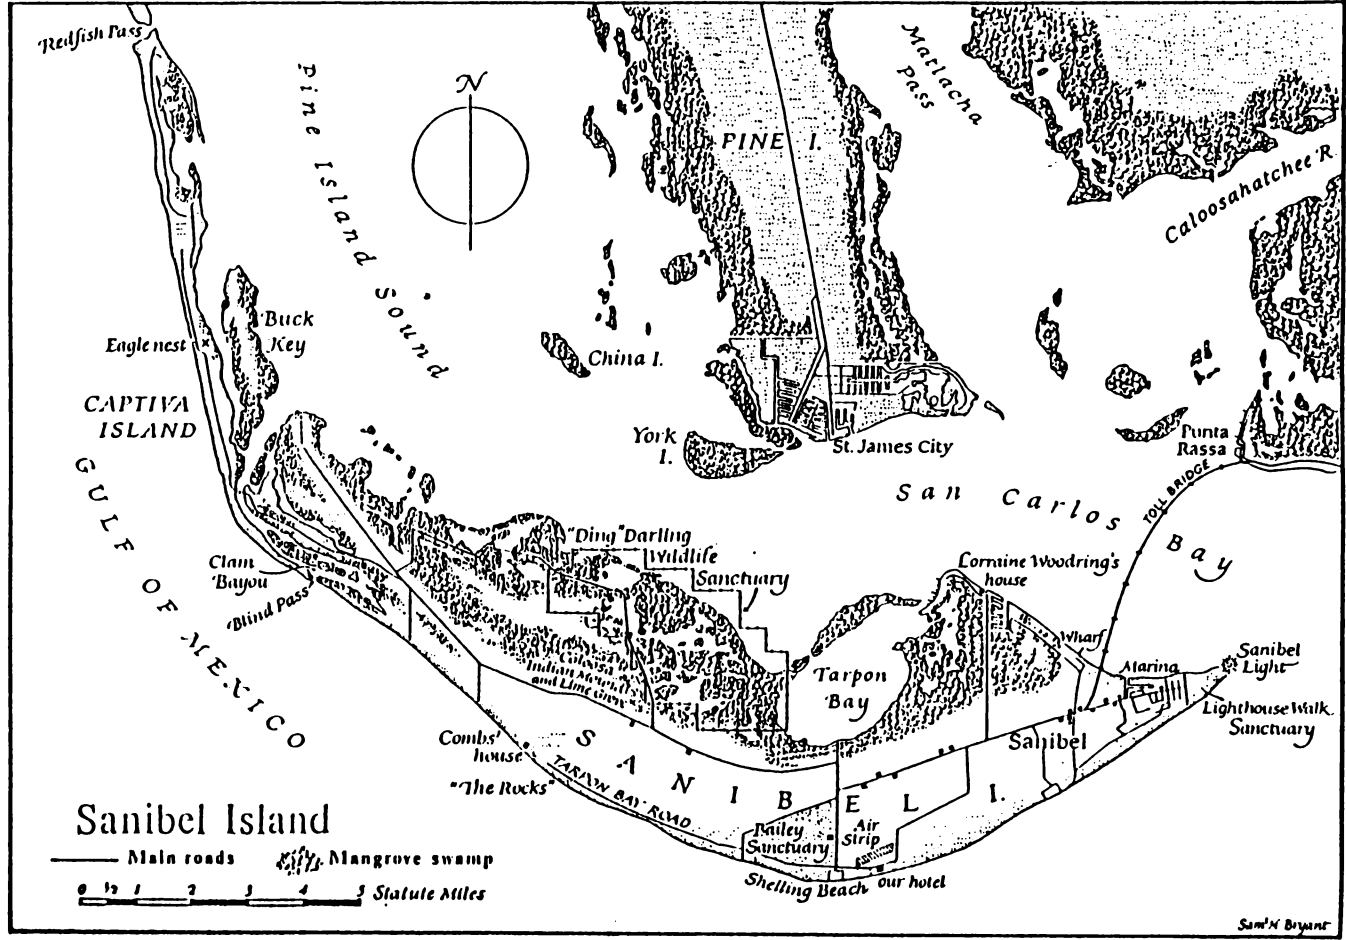 Redfish Pass
Pine Island Sound
N
PINE I.
Matlacha
Pass
Caloosahatchee R.
Buck
Key
Eagle nest
China I.
CAPTIVA
ISLAND
York
I.
St. James City
Punta
Rassa
TOLL BRIDGE
San Carlos Bay
GULF OF MEXICO
Clam
Bayou
Blind Pass
"Ding" Darling
Wildlife
Sanctuary
Lorraine Woodring's
house
Wharf
Sanibel
Light
Marina
Lighthouse Walk
Sanctuary
Indian Mound
and Lime Grove
Tarpon
Bay
Combs'
house
"The Rocks"
TARPON BAY ROAD
SANIBEL I.
Sanibel
Bailey
Sanctuary
Air
Strip
Shelling Beach
our hotel
Sanibel Island
Main roads
Mangrove swamp
0 ½ 1 2 3 4 5 Statute Miles
Sam'l H Bryant